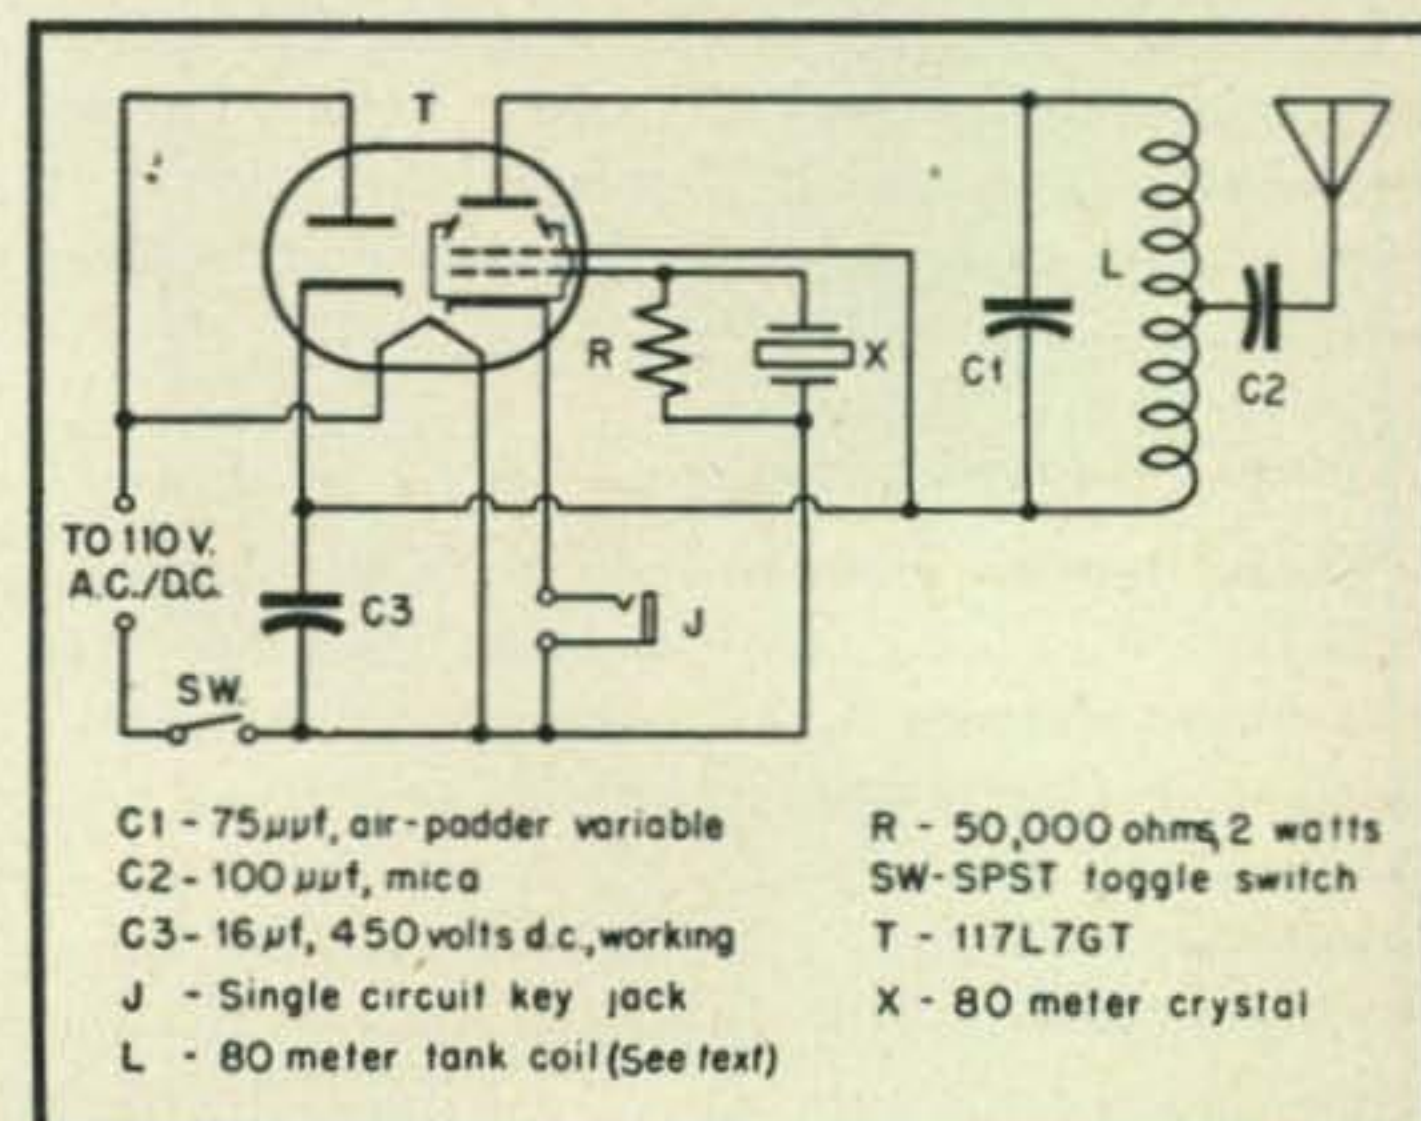 T
L
R
X
C1
C2
TO 110 V.
A.C./D.C.
C3
J
SW.
C1 - 75μμf, air-padder variable
C2 - 100 μμf, mica
C3 - 16μf, 450 volts d.c., working
J - Single circuit key jack
L - 80 meter tank coil (See text)
R - 50,000 ohms, 2 watts
SW - SPST toggle switch
T - 117L7GT
X - 80 meter crystal